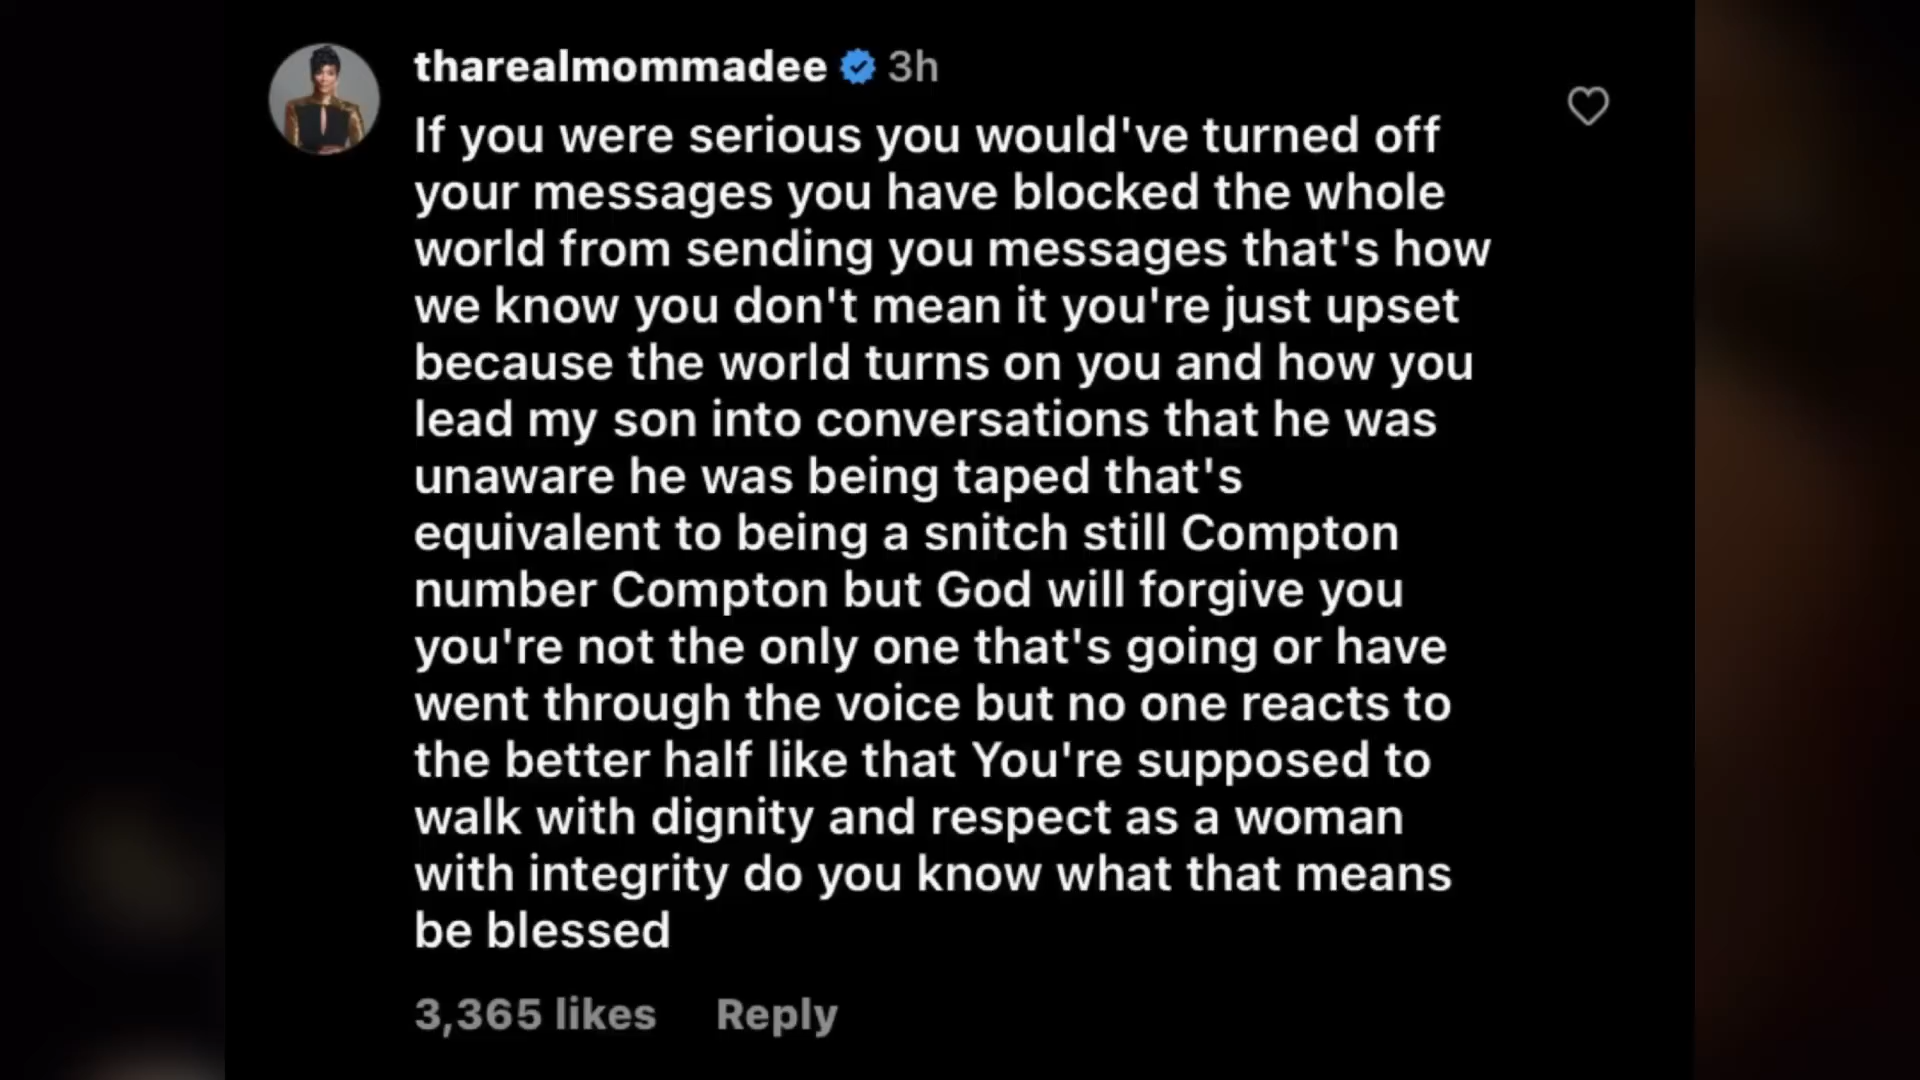 tharealmommadee 3h
If you were serious you would've turned off
your messages you have blocked the whole
world from sending you messages that's how
we know you don't mean it you're just upset
because the world turns on you and how you
lead my son into conversations that he was
unaware he was being taped that's
equivalent to being a snitch still Compton
number Compton but God will forgive you
you're not the only one that's going or have
went through the voice but no one reacts to
the better half like that You're supposed to
walk with dignity and respect as a woman
with integrity do you know what that means
be blessed
3,365 likes Reply